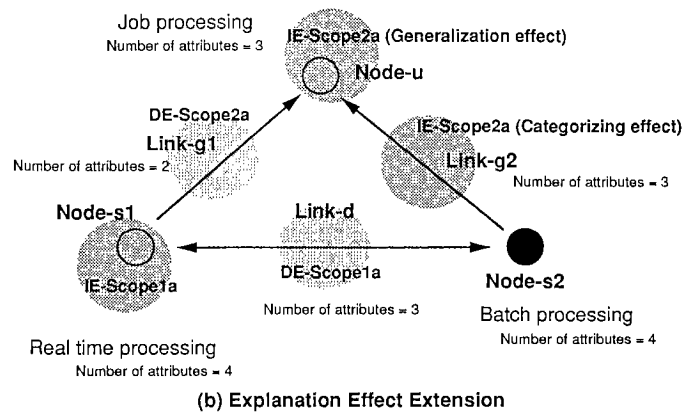 Job processing
Number of attributes = 3
IE-Scope2a (Generalization effect)
Node-u
DE-Scope2a
Link-g1
Number of attributes = 2
IE-Scope2a (Categorizing effect)
Link-g2
Number of attributes = 3
Node-s1
IE-Scope1a
Link-d
DE-Scope1a
Number of attributes = 3
Node-s2
Batch processing
Number of attributes = 4
Real time processing
Number of attributes = 4
(b) Explanation Effect Extension